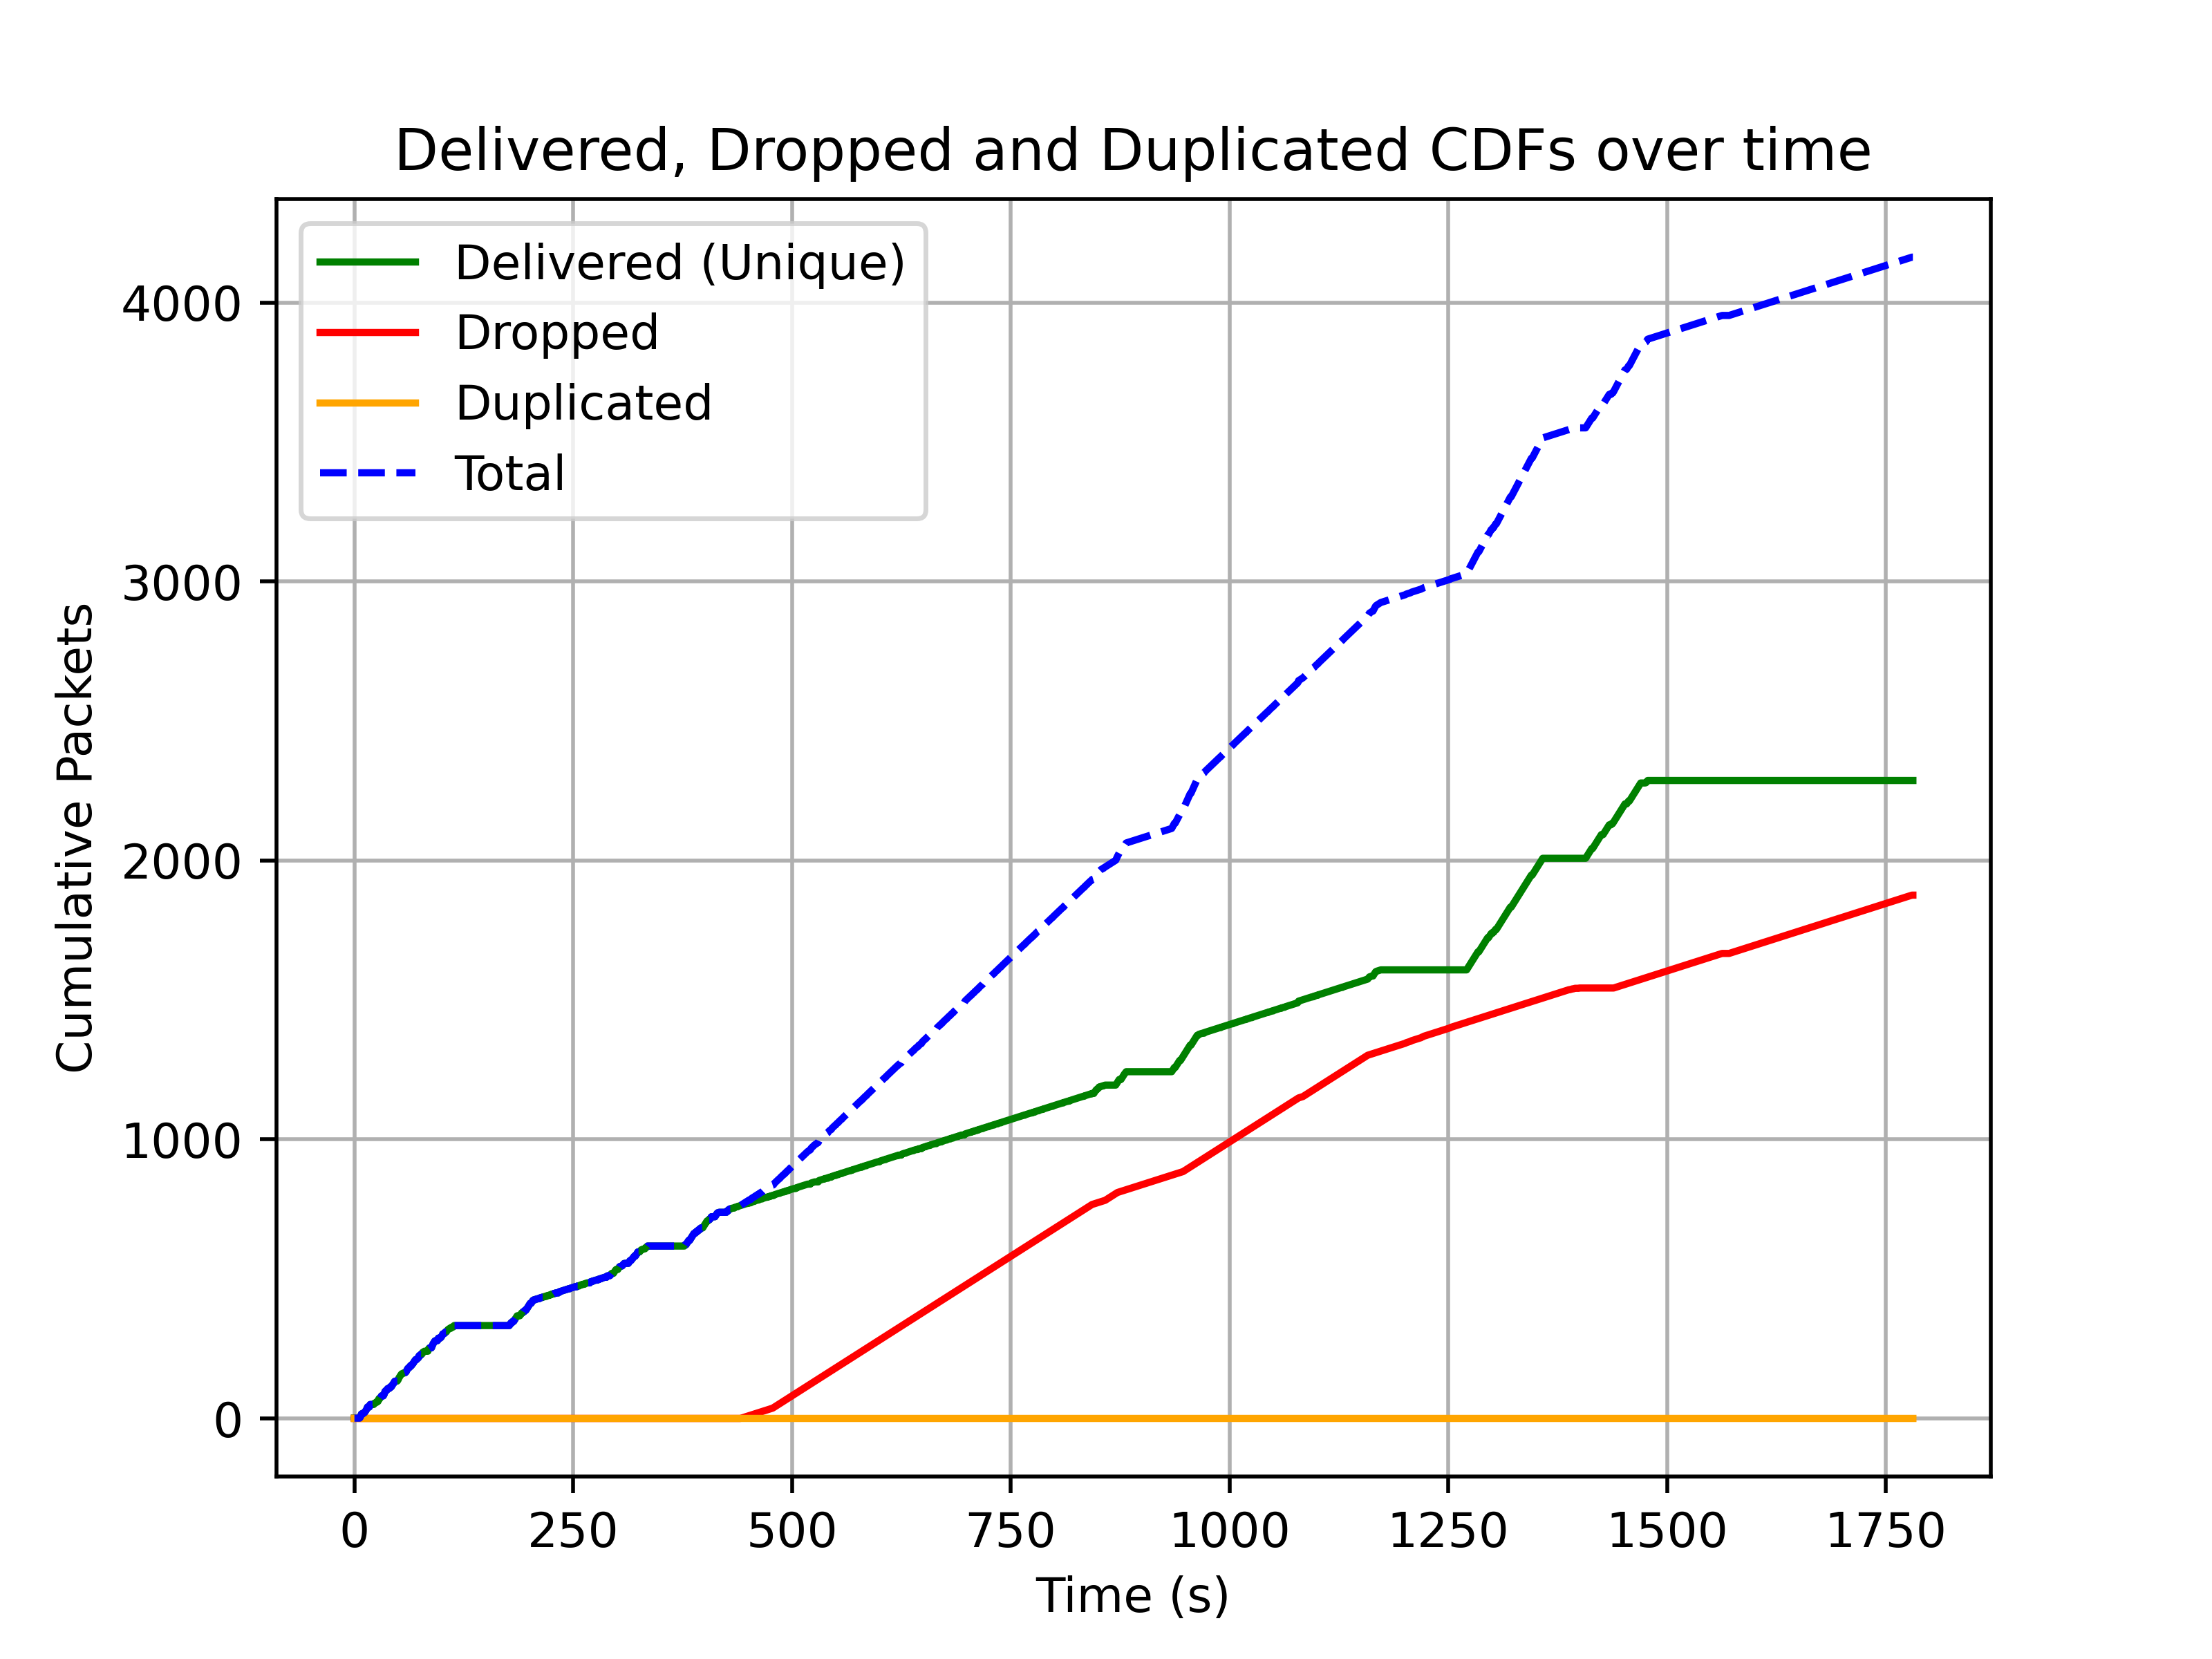 Delivered, Dropped and Duplicated CDFs over time
Delivered (Unique)
Dropped
Duplicated
Total
Cumulative Packets
4000
3000
2000
1000
0
0 250 500 750 1000 1250 1500 1750
Time (s)